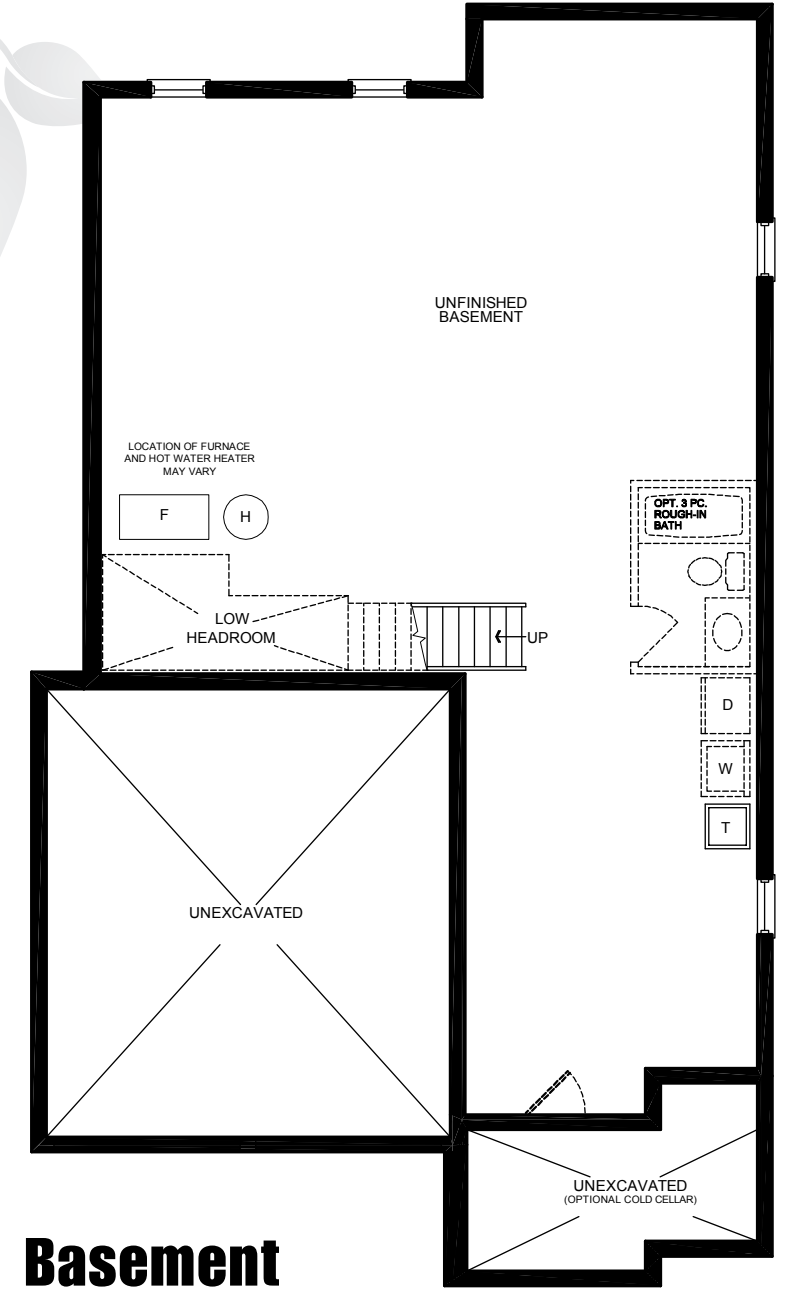 UNFINISHED
BASEMENT
LOCATION OF FURNACE
AND HOT WATER HEATER
MAY VARY
F
H
OPT. 3 PC.
ROUGH-IN
BATH
LOW
HEADROOM
UP
D
W
T
UNEXCAVATED
UNEXCAVATED
(OPTIONAL COLD CELLAR)
Basement